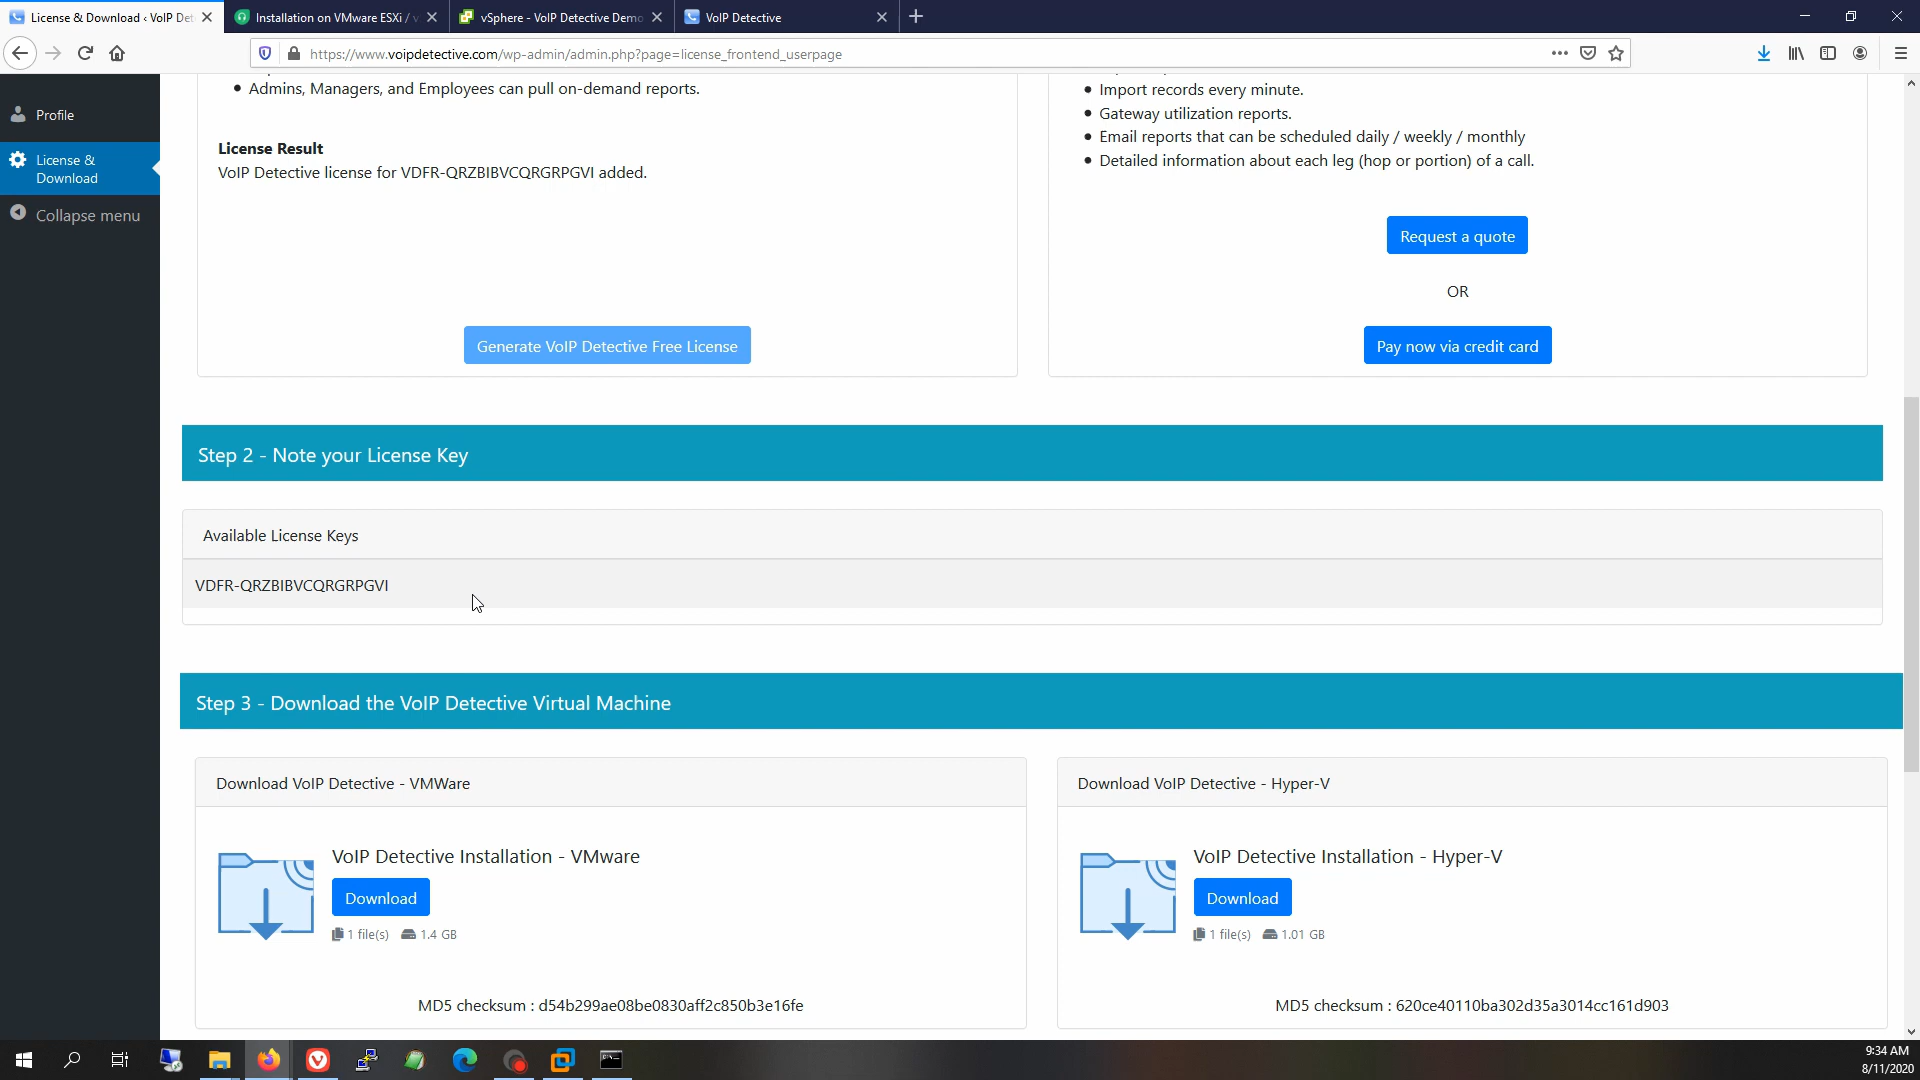 License & Download ‹ VoIP Det
Installation on VMware ESXi / v
vSphere - VoIP Detective Demo
VoIP Detective
https://www.voipdetective.com/wp-admin/admin.php?page=license_frontend_userpage
Profile
License &
Download
Collapse menu
Admins, Managers, and Employees can pull on-demand reports.
License Result
VoIP Detective license for VDFR-QRZBIBVCQRGRPGVI added.
Generate VoIP Detective Free License
Import records every minute.
Gateway utilization reports.
Email reports that can be scheduled daily / weekly / monthly
Detailed information about each leg (hop or portion) of a call.
Request a quote
OR
Pay now via credit card
Step 2 - Note your License Key
Available License Keys
VDFR-QRZBIBVCQRGRPGVI
Step 3 - Download the VoIP Detective Virtual Machine
Download VoIP Detective - VMWare
VoIP Detective Installation - VMware
Download
1 file(s) 1.4 GB
MD5 checksum : d54b299ae08be0830aff2c850b3e16fe
Download VoIP Detective - Hyper-V
VoIP Detective Installation - Hyper-V
Download
1 file(s) 1.01 GB
MD5 checksum : 620ce40110ba302d35a3014cc161d903
9:34 AM
8/11/2020